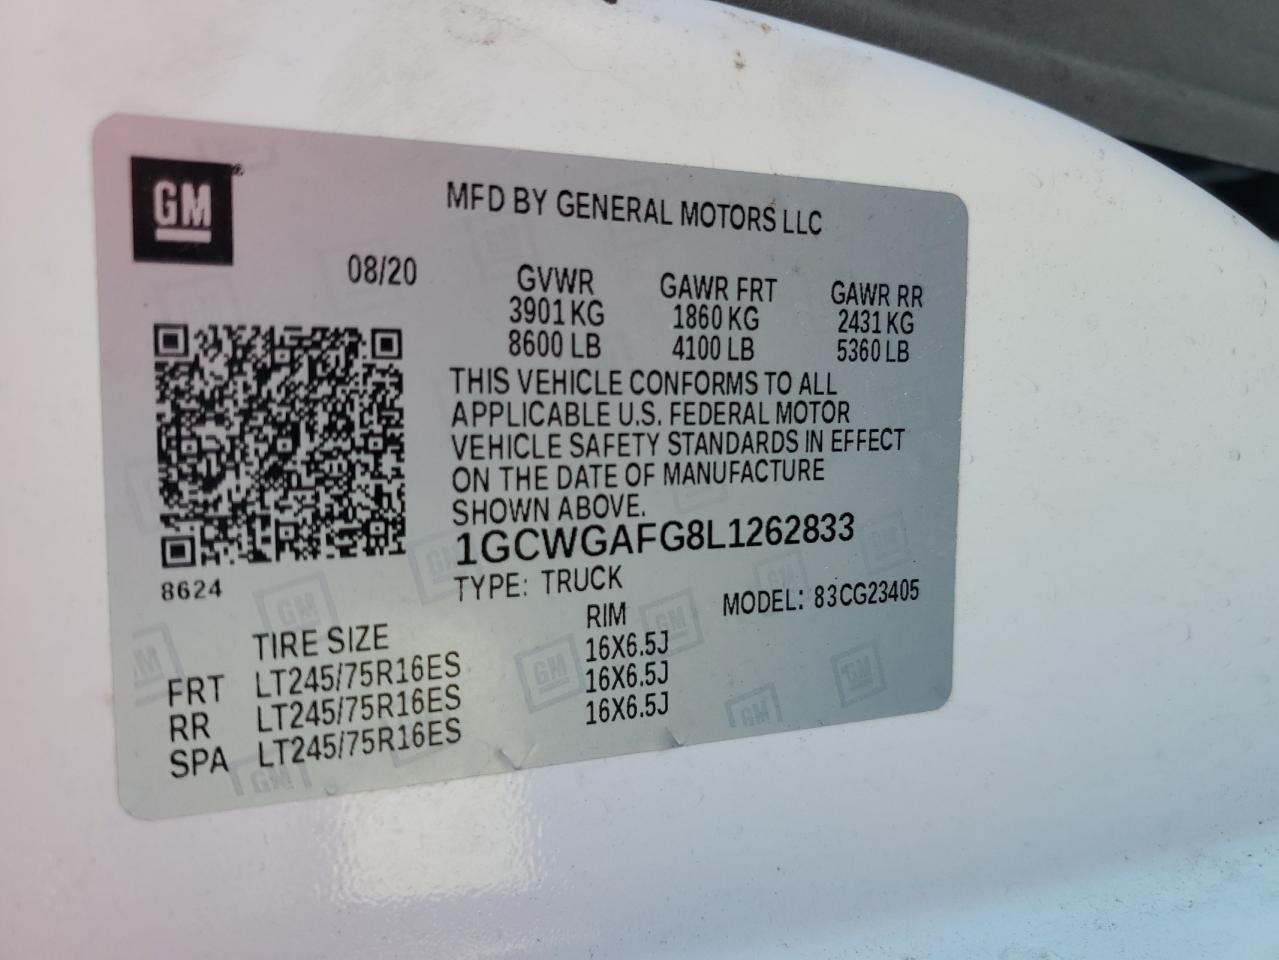 GM
MFD BY GENERAL MOTORS LLC
08/20
GVWR GAWR FRT GAWR RR
3901 KG 1860 KG 2431 KG
8600 LB 4100 LB 5360 LB
THIS VEHICLE CONFORMS TO ALL
APPLICABLE U.S. FEDERAL MOTOR
VEHICLE SAFETY STANDARDS IN EFFECT
ON THE DATE OF MANUFACTURE
SHOWN ABOVE.
1GCWGAFG8L1262833
8624
TYPE: TRUCK MODEL: 83CG23405
TIRE SIZE RIM
FRT LT245/75R16ES 16X6.5J
RR LT245/75R16ES 16X6.5J
SPA LT245/75R16ES 16X6.5J